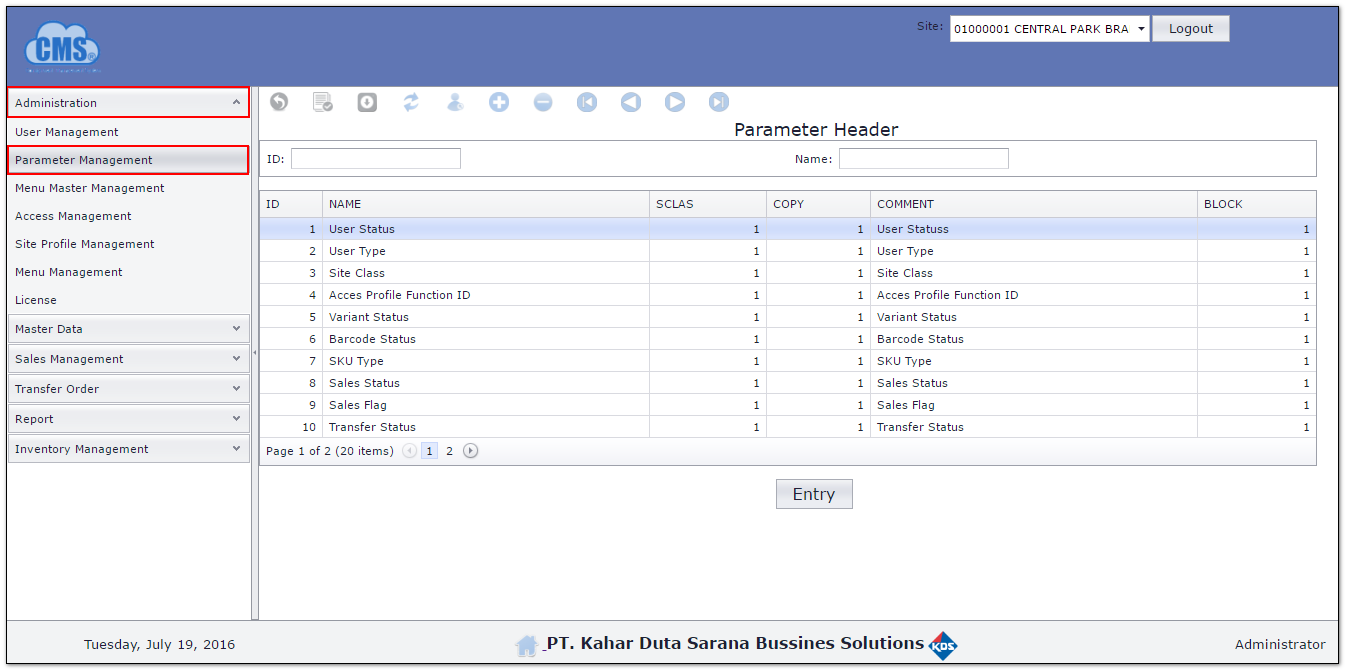 CMS
Site: 01000001 CENTRAL PARK BRA Logout
Administration
User Management
Parameter Management
Menu Master Management
Access Management
Site Profile Management
Menu Management
License
Master Data
Sales Management
Transfer Order
Report
Inventory Management
Parameter Header
ID: Name:
ID NAME SCLAS COPY COMMENT BLOCK
1 User Status 1 1 User Statuss 1
2 User Type 1 1 User Type 1
3 Site Class 1 1 Site Class 1
4 Acces Profile Function ID 1 1 Acces Profile Function ID 1
5 Variant Status 1 1 Variant Status 1
6 Barcode Status 1 1 Barcode Status 1
7 SKU Type 1 1 SKU Type 1
8 Sales Status 1 1 Sales Status 1
9 Sales Flag 1 1 Sales Flag 1
10 Transfer Status 1 1 Transfer Status 1
Page 1 of 2 (20 items) 1 2
Entry
Tuesday, July 19, 2016 PT. Kahar Duta Sarana Bussines Solutions KDS Administrator